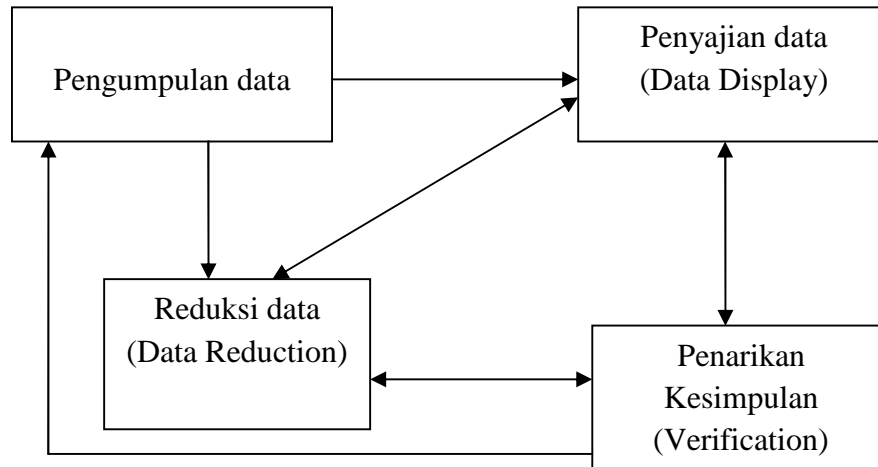 Pengumpulan data
Penyajian data
(Data Display)
Reduksi data
(Data Reduction)
Penarikan
Kesimpulan
(Verification)